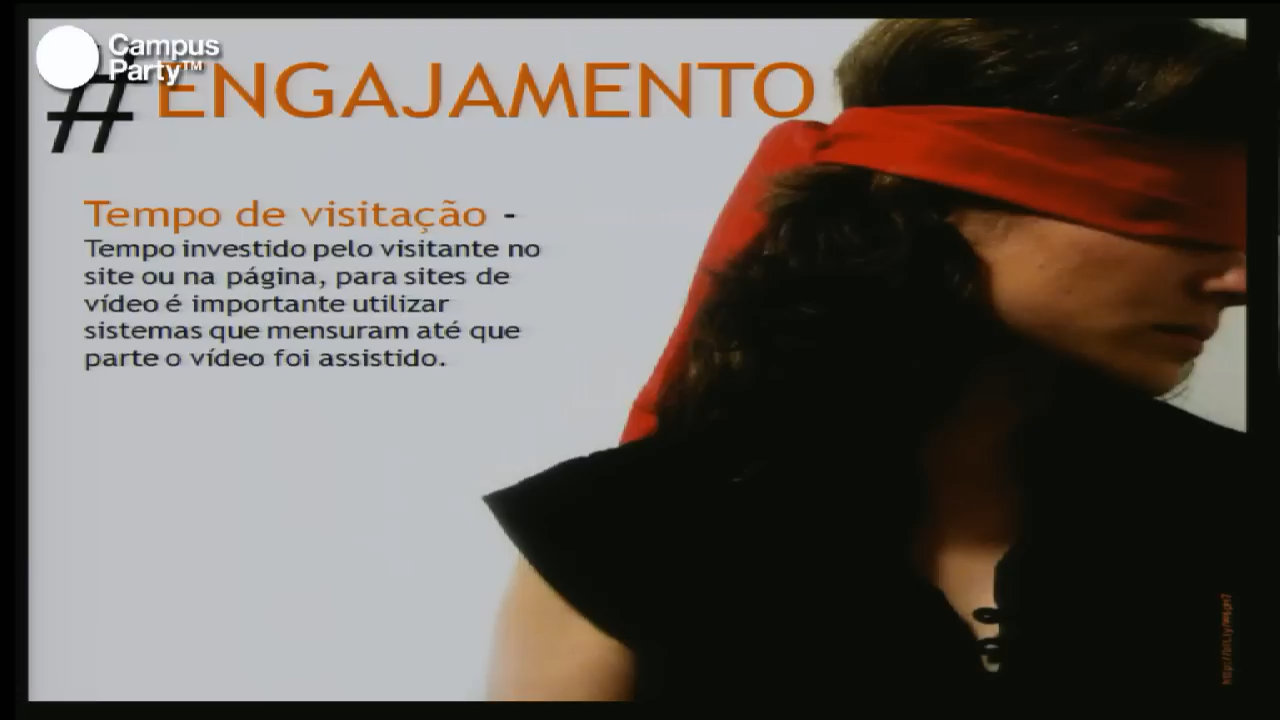 Campus
Party™
#ENGAJAMENTO
Tempo de visitação -
Tempo investido pelo visitante no
site ou na página, para sites de
vídeo é importante utilizar
sistemas que mensuram até que
parte o vídeo foi assistido.